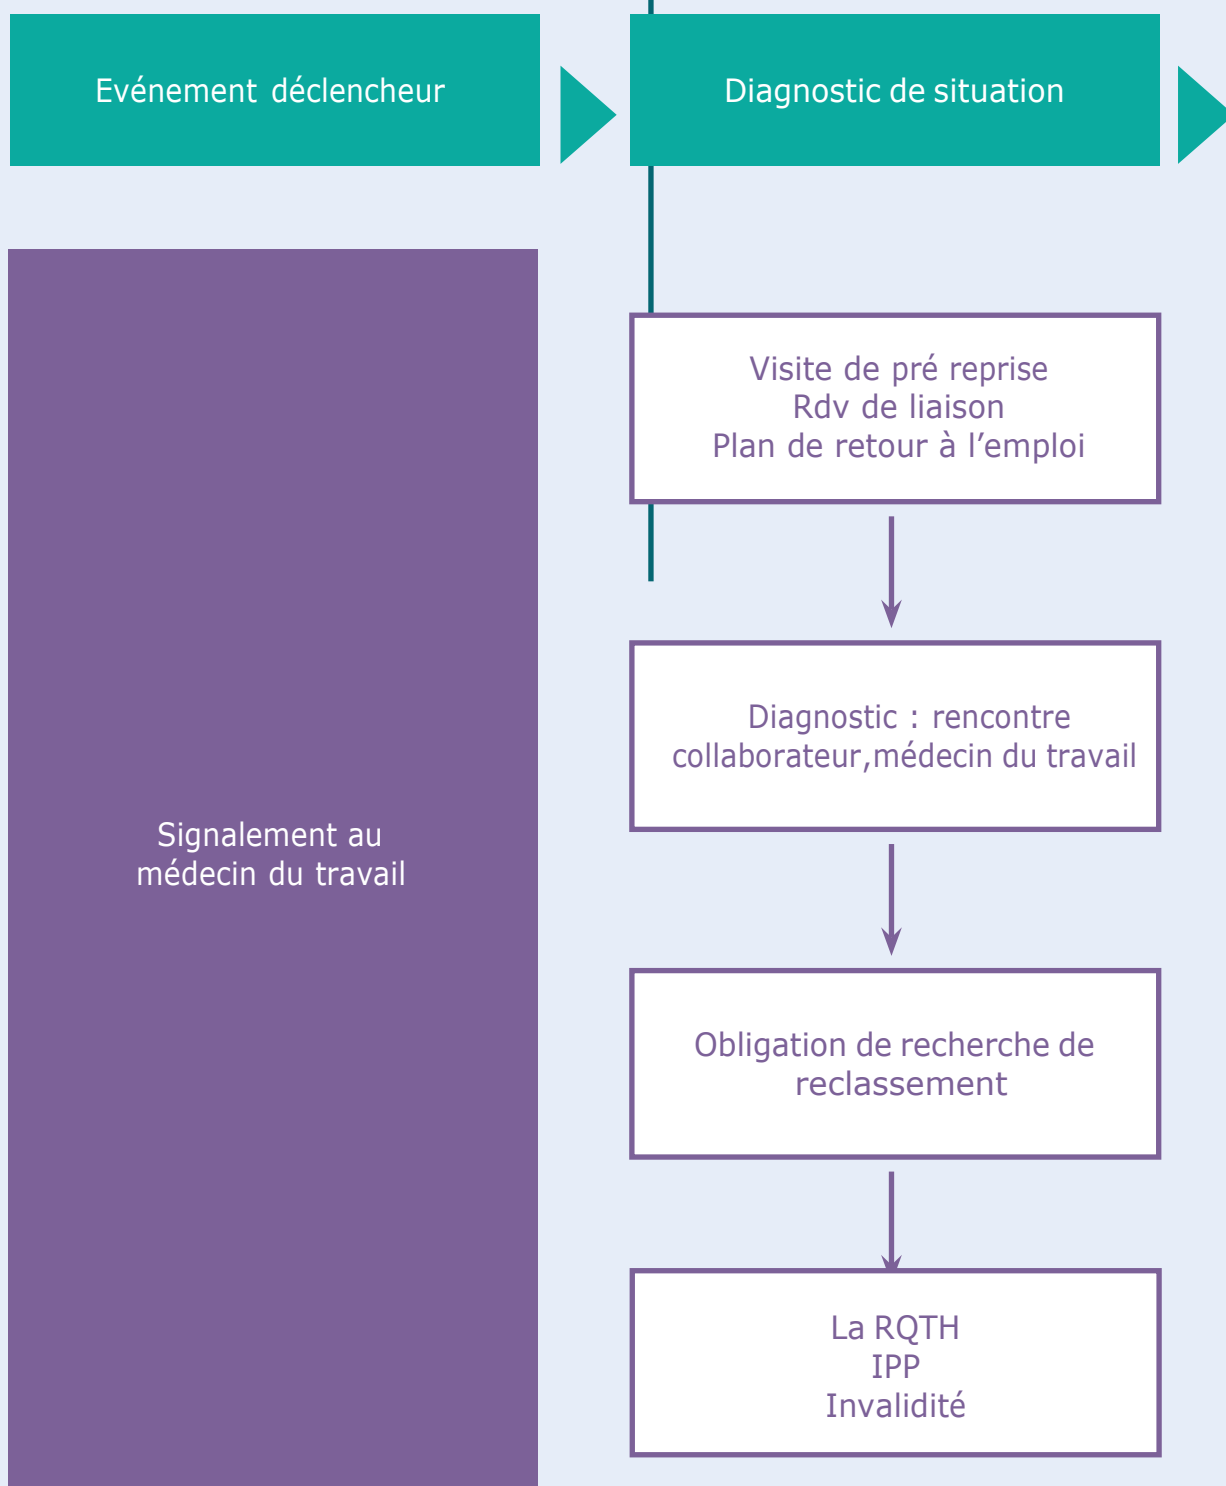 Evénement déclencheur
Diagnostic de situation
Signalement au
médecin du travail
Visite de pré reprise
Rdv de liaison
Plan de retour à l’emploi
Diagnostic : rencontre
collaborateur,médecin du travail
Obligation de recherche de
reclassement
La RQTH
IPP
Invalidité